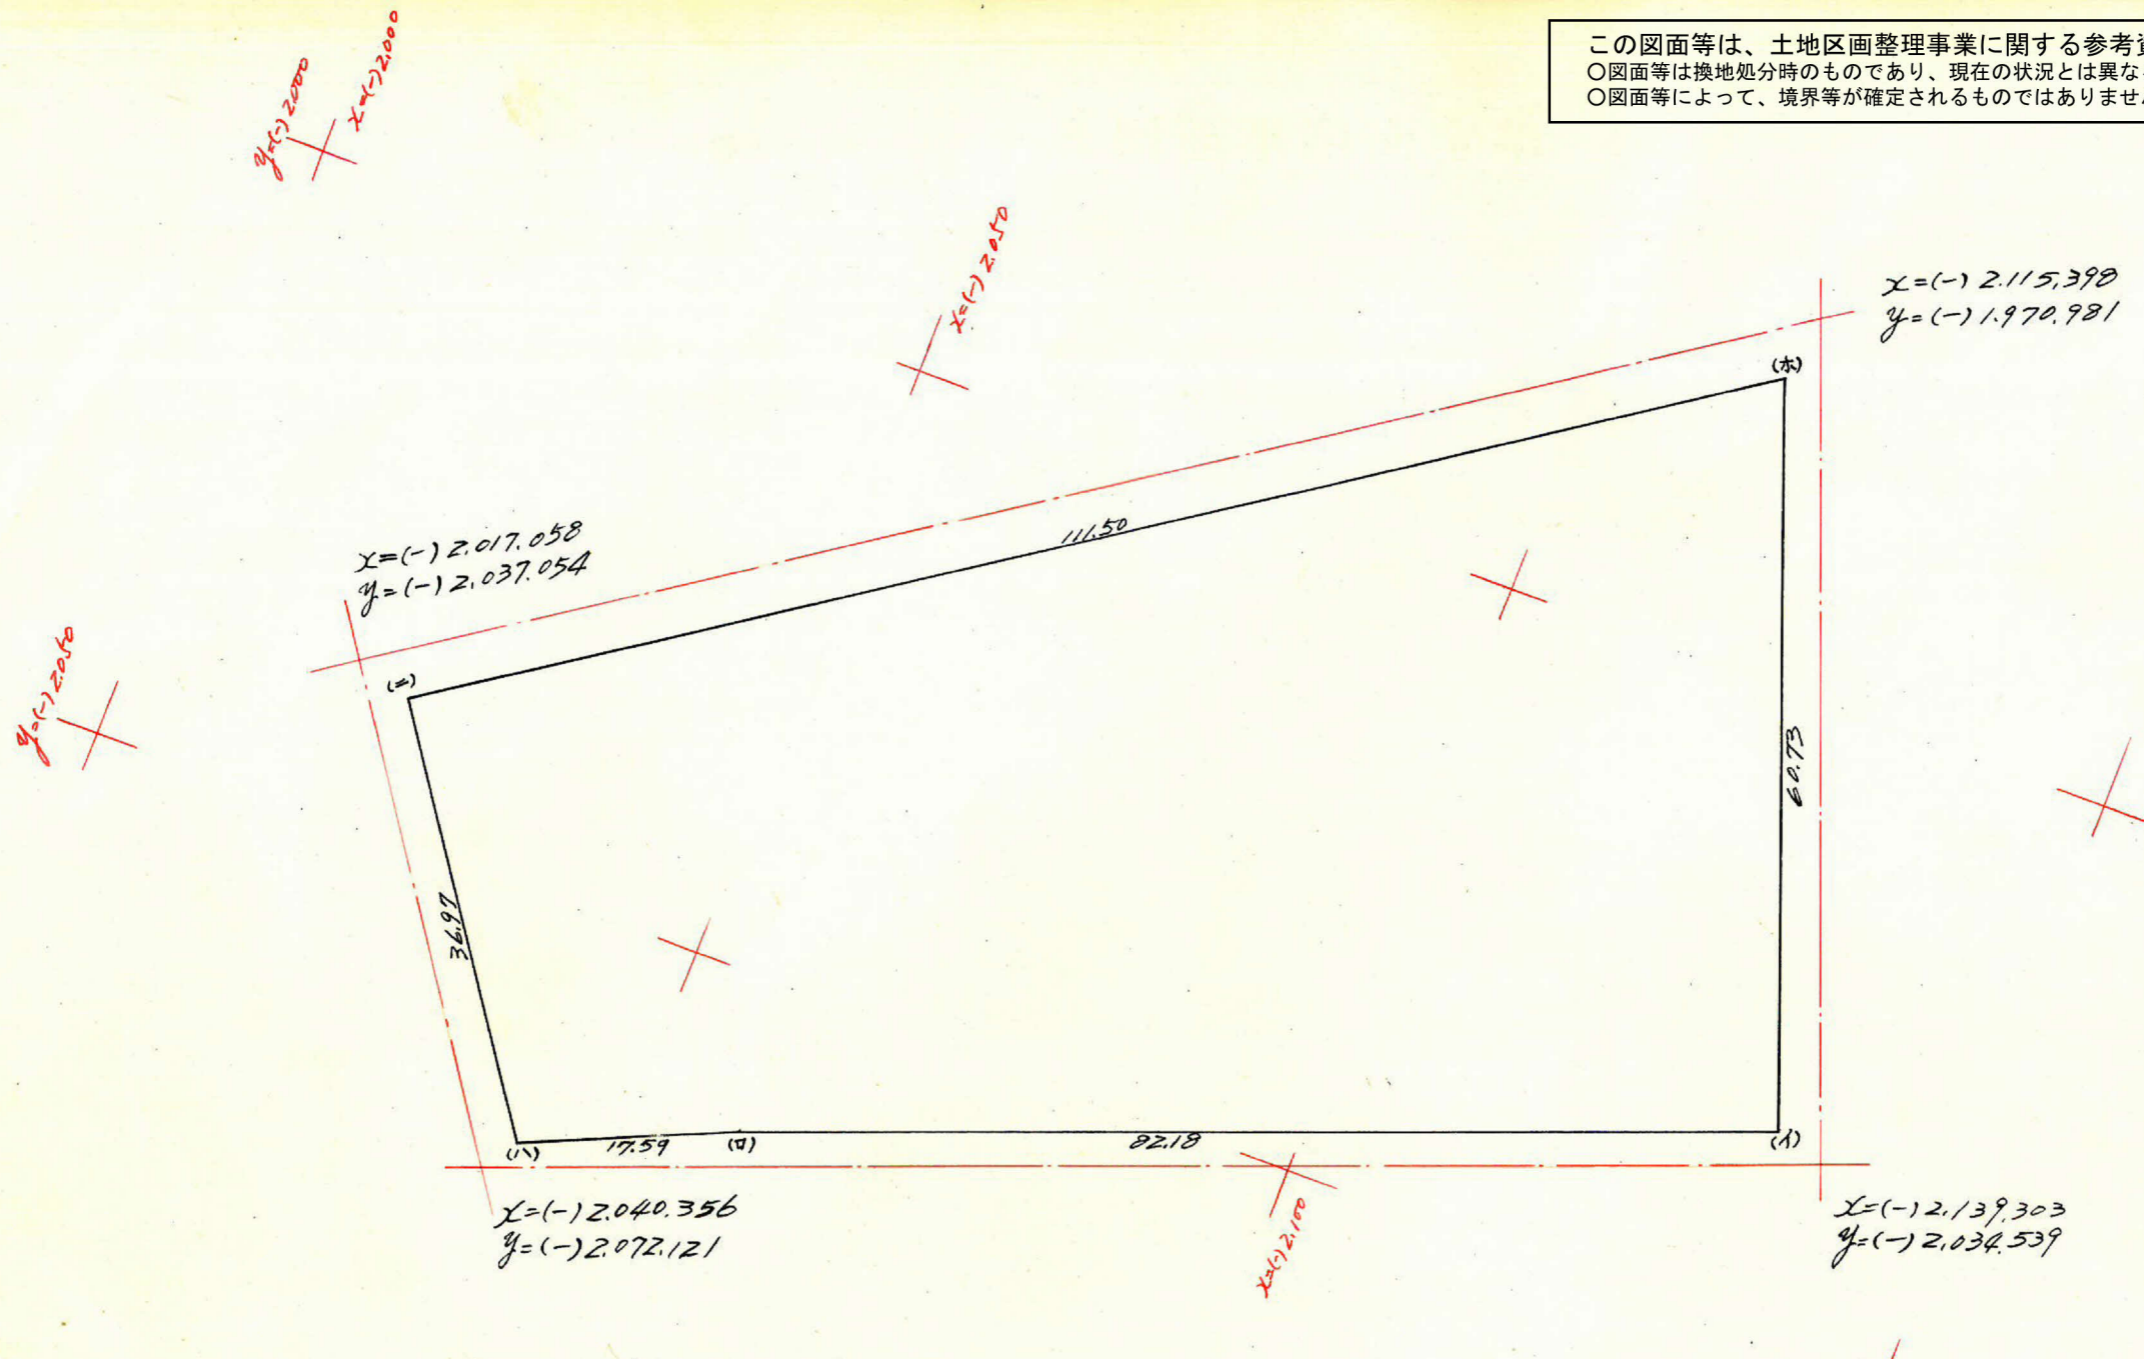 この図面等は、土地区画整理事業に関する参考資
○図面等は換地処分時のものであり、現在の状況とは異な
○図面等によって、境界等が確定されるものではありません
y=(-)2.000
x=(-)2,000
x=(-)2.050
x=(-)2.115,398
y=(-)1.970.981
(ホ)
111.50
x=(-)2.017.058
y=(-)2,037.054
(ニ)
y=(-)2.050
60.73
36.97
(ハ)
17.59
(ロ)
82.18
(イ)
x=(-)2.040.356
y=(-)2.072.121
x=(-)2,100
x=(-)2,139,303
y=(-)2,034.539